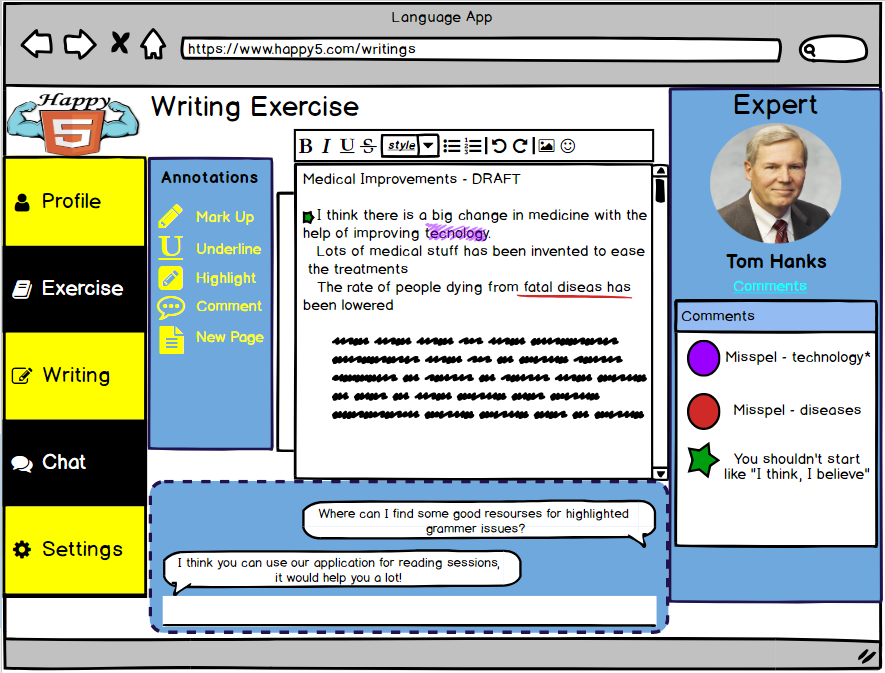 Language App
https://www.happy5.com/writings
Happy
5
Writing Exercise
Profile
Exercise
Writing
Chat
Settings
Annotations
Mark Up
Underline
Highlight
Comment
New Page
B I U S style
Medical Improvements - DRAFT
I think there is a big change in medicine with the
help of improving tecnology.
Lots of medical stuff has been invented to ease
the treatments
The rate of people dying from fatal diseas has
been lowered
Where can I find some good resourses for highlighted
grammer issues?
I think you can use our application for reading sessions,
it would help you a lot!
Expert
Tom Hanks
Comments
Comments
Misspel - technology*
Misspel - diseases
You shouldn't start
like "I think, I believe"